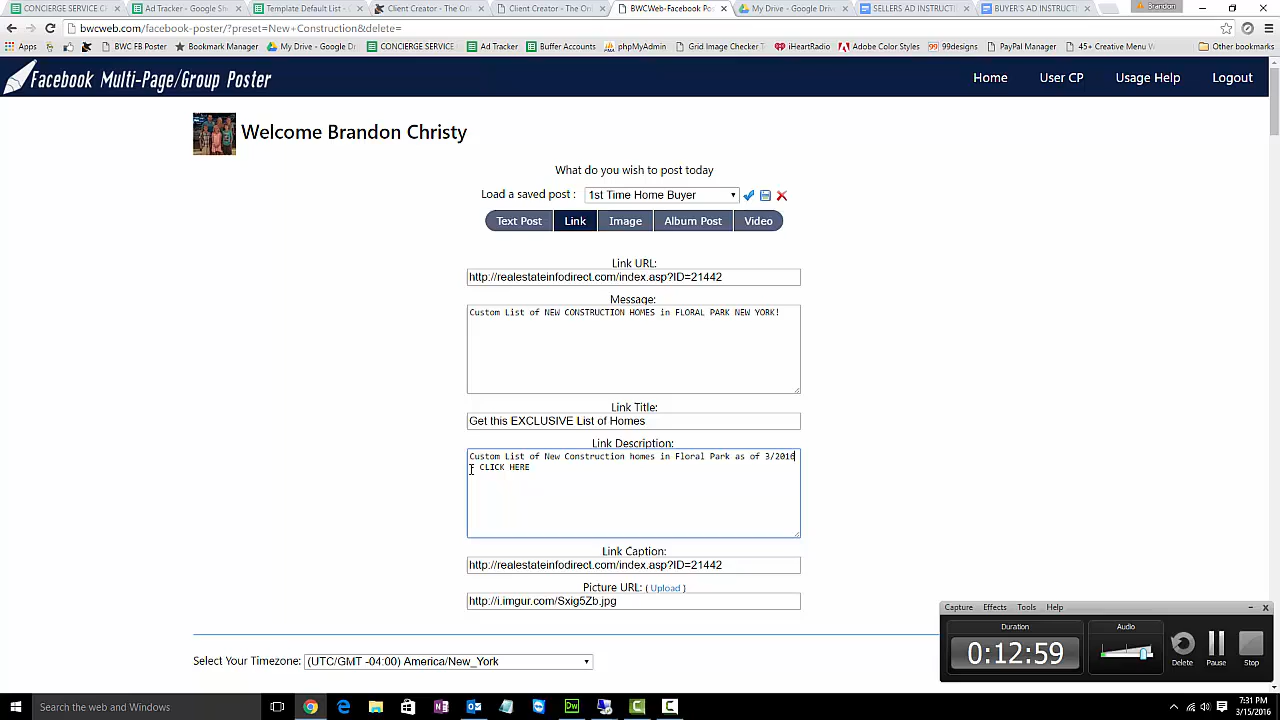 CONCIERGE SERVICE C
Ad Tracker - Google Sh
Template Default List -
Client Creator - The On
Client Creator - The On
BWCWeb-Facebook Po
My Drive - Google Driv
SELLERS AD INSTRUCTI
BUYER'S AD INSTRUCT
Brandon
bwcweb.com/facebook-poster/?preset=New+Construction&delete=
Apps
BWC FB Poster
Bookmark Manager
My Drive - Google D
CONCIERGE SERVICE
Ad Tracker
Buffer Accounts
phpMyAdmin
Grid Image Checker T
iHeartRadio
Adobe Color Styles
99designs
PayPal Manager
45+ Creative Menu W
Other bookmarks
Facebook Multi-Page/Group Poster
Home
User CP
Usage Help
Logout
Welcome Brandon Christy
What do you wish to post today
Load a saved post :
1st Time Home Buyer
Text Post
Link
Image
Album Post
Video
Link URL:
http://realestateinfodirect.com/index.asp?ID=21442
Message:
Custom List of NEW CONSTRUCTION HOMES in FLORAL PARK NEW YORK!
Link Title:
Get this EXCLUSIVE List of Homes
Link Description:
Custom List of New Construction homes in Floral Park as of 3/2016
CLICK HERE
Link Caption:
http://realestateinfodirect.com/index.asp?ID=21442
Picture URL: ( Upload )
http://i.imgur.com/Sxig5Zb.jpg
Select Your Timezone:
(UTC/GMT -04:00) America/New_York
Capture
Effects
Tools
Help
Duration
0:12:59
Audio
Delete
Pause
Stop
Search the web and Windows
7:31 PM
3/15/2016